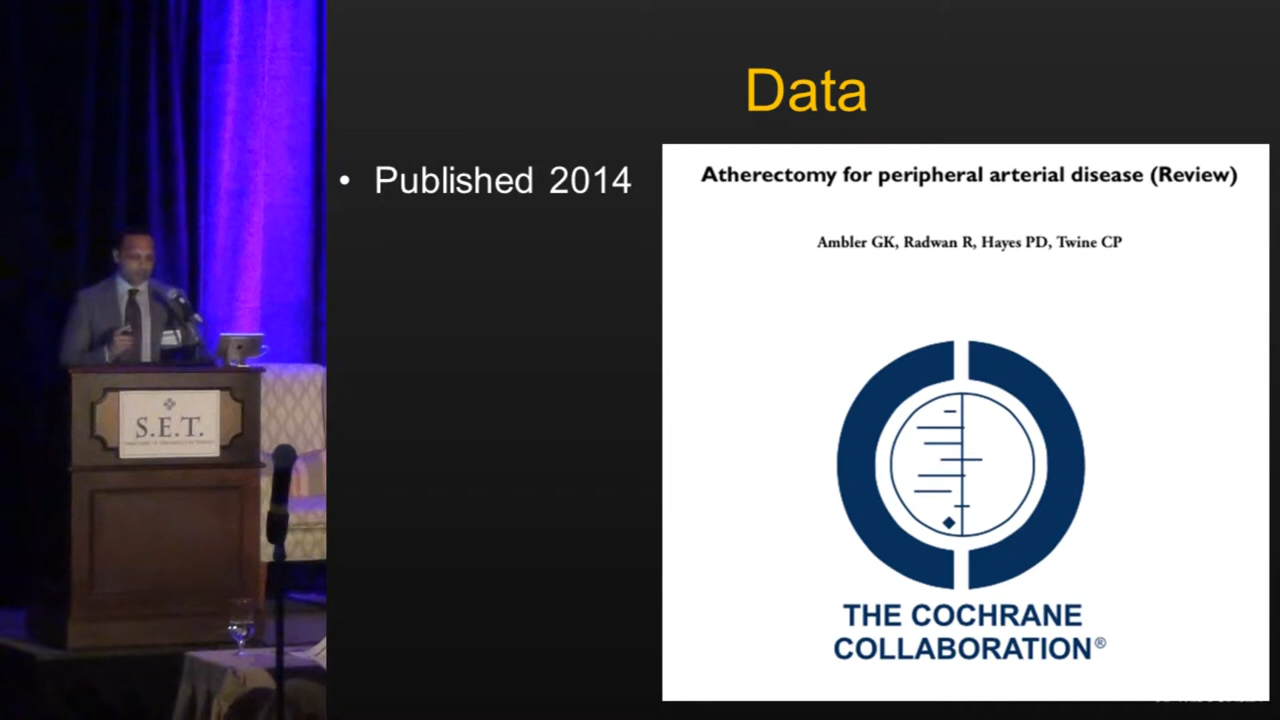 Data
• Published 2014
Atherectomy for peripheral arterial disease (Review)
Ambler GK, Radwan R, Hayes PD, Twine CP
THE COCHRANE
COLLABORATION®
S.E.T.